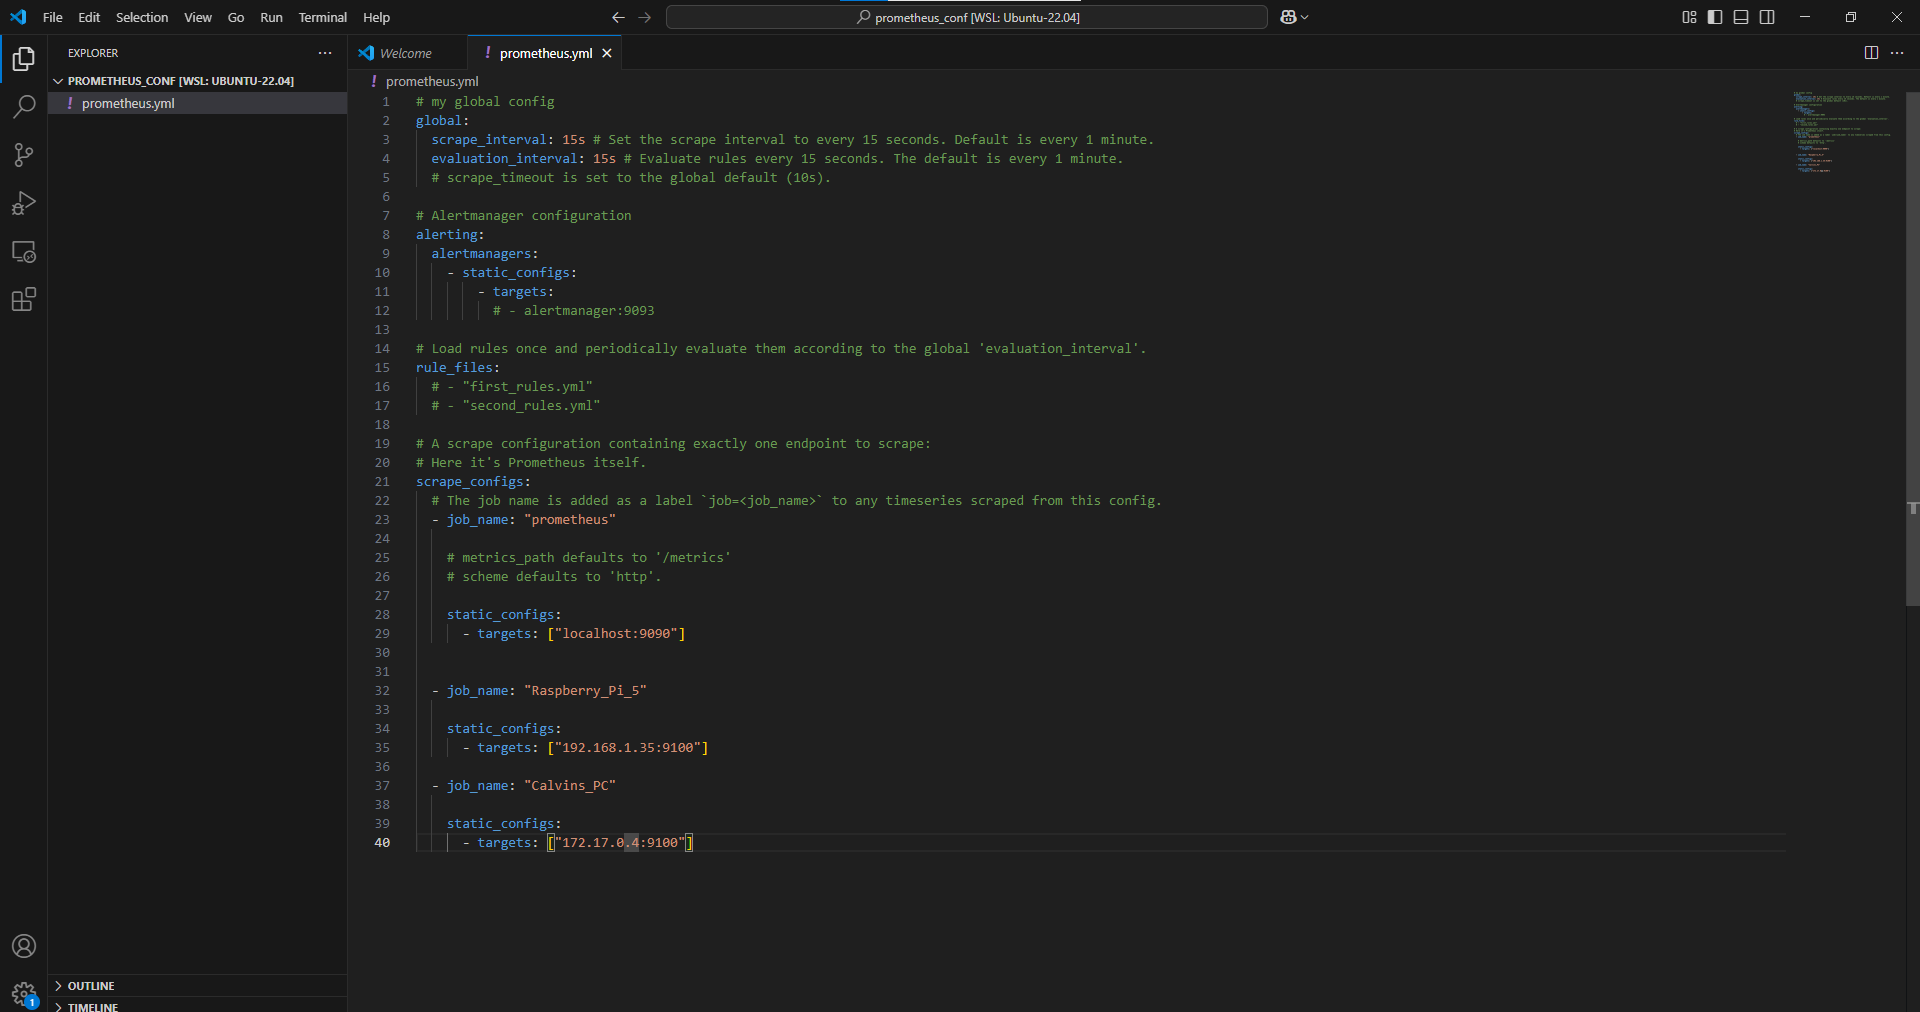 File Edit Selection View Go Run Terminal Help
prometheus_conf [WSL: Ubuntu-22.04]
EXPLORER
PROMETHEUS_CONF [WSL: UBUNTU-22.04]
! prometheus.yml
Welcome
! prometheus.yml
! prometheus.yml
1 # my global config
2 global:
3 scrape_interval: 15s # Set the scrape interval to every 15 seconds. Default is every 1 minute.
4 evaluation_interval: 15s # Evaluate rules every 15 seconds. The default is every 1 minute.
5 # scrape_timeout is set to the global default (10s).
6
7 # Alertmanager configuration
8 alerting:
9 alertmanagers:
10 - static_configs:
11 - targets:
12 # - alertmanager:9093
13
14 # Load rules once and periodically evaluate them according to the global 'evaluation_interval'.
15 rule_files:
16 # - "first_rules.yml"
17 # - "second_rules.yml"
18
19 # A scrape configuration containing exactly one endpoint to scrape:
20 # Here it's Prometheus itself.
21 scrape_configs:
22 # The job name is added as a label `job=<job_name>` to any timeseries scraped from this config.
23 - job_name: "prometheus"
24
25 # metrics_path defaults to '/metrics'
26 # scheme defaults to 'http'.
27
28 static_configs:
29 - targets: ["localhost:9090"]
30
31
32 - job_name: "Raspberry_Pi_5"
33
34 static_configs:
35 - targets: ["192.168.1.35:9100"]
36
37 - job_name: "Calvins_PC"
38
39 static_configs:
40 - targets: ["172.17.0.4:9100"]
1
OUTLINE
TIMELINE